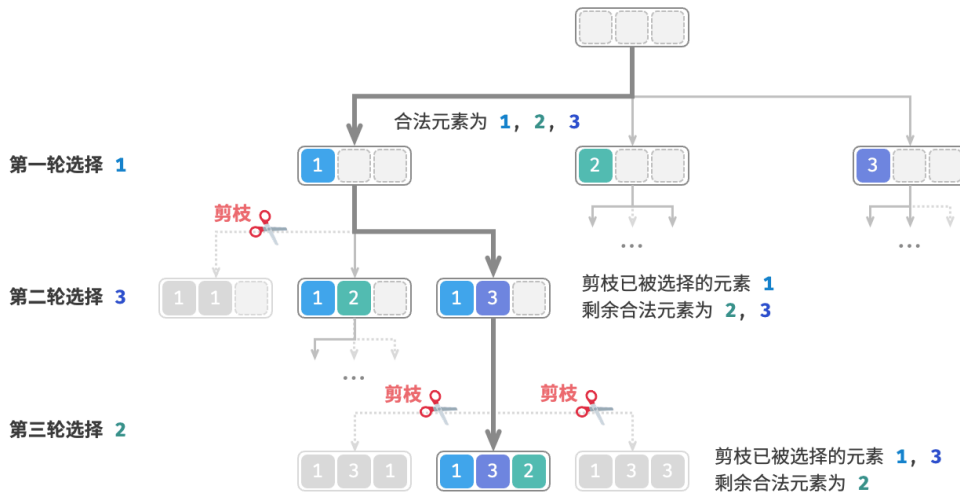 合法元素为 1, 2, 3
第一轮选择 1
1
2
3
剪枝
...
...
第二轮选择 3
1 1
1 2
1 3
剪枝已被选择的元素 1
剩余合法元素为 2, 3
...
剪枝
剪枝
第三轮选择 2
1 3 1
1 3 2
1 3 3
剪枝已被选择的元素 1, 3
剩余合法元素为 2